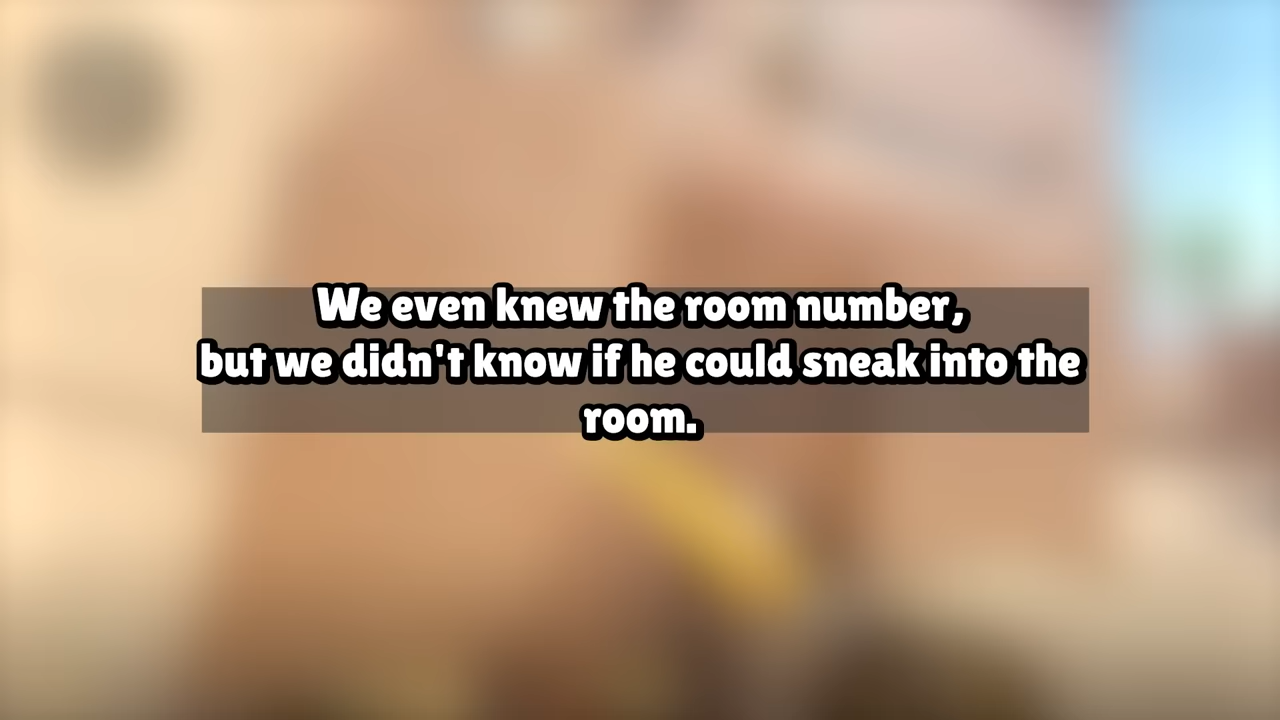 We even knew the room number,
but we didn't know if he could sneak into the
room.